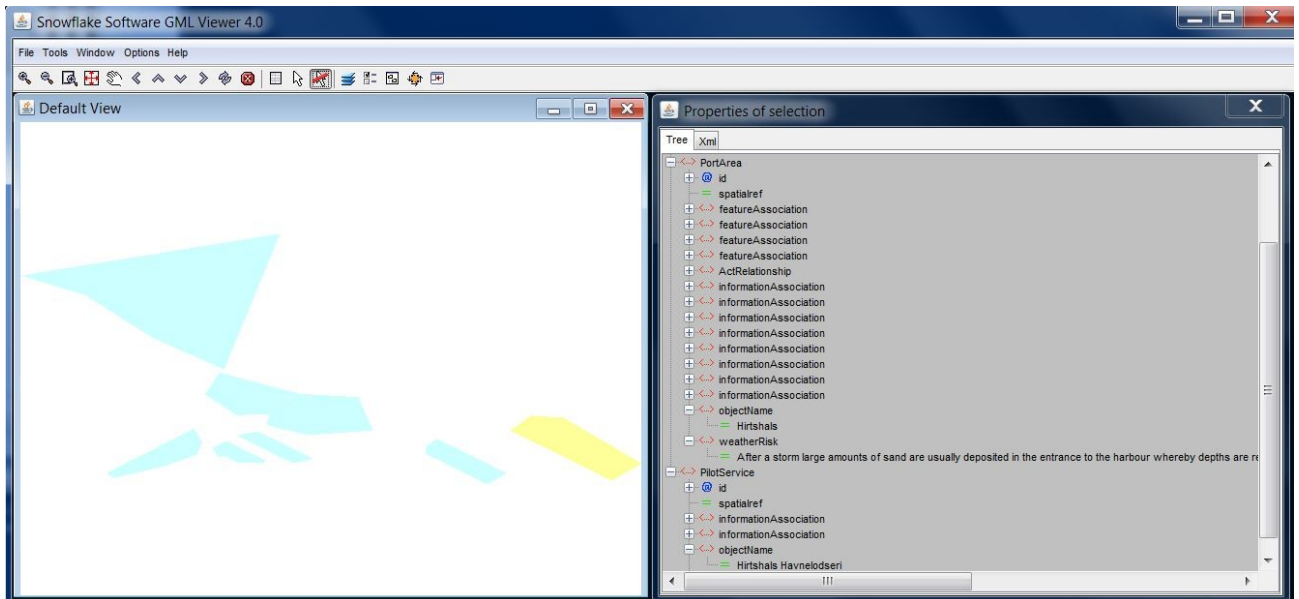 Snowflake Software GML Viewer 4.0
File Tools Window Options Help
Default View
Properties of selection
Tree Xml
PortArea
id
spatialref
featureAssociation
featureAssociation
featureAssociation
featureAssociation
ActRelationship
informationAssociation
informationAssociation
informationAssociation
informationAssociation
informationAssociation
informationAssociation
informationAssociation
informationAssociation
objectName
Hirtshals
weatherRisk
After a storm large amounts of sand are usually deposited in the entrance to the harbour whereby depths are re
PilotService
id
spatialref
informationAssociation
informationAssociation
objectName
Hirtshals Havnelodseri